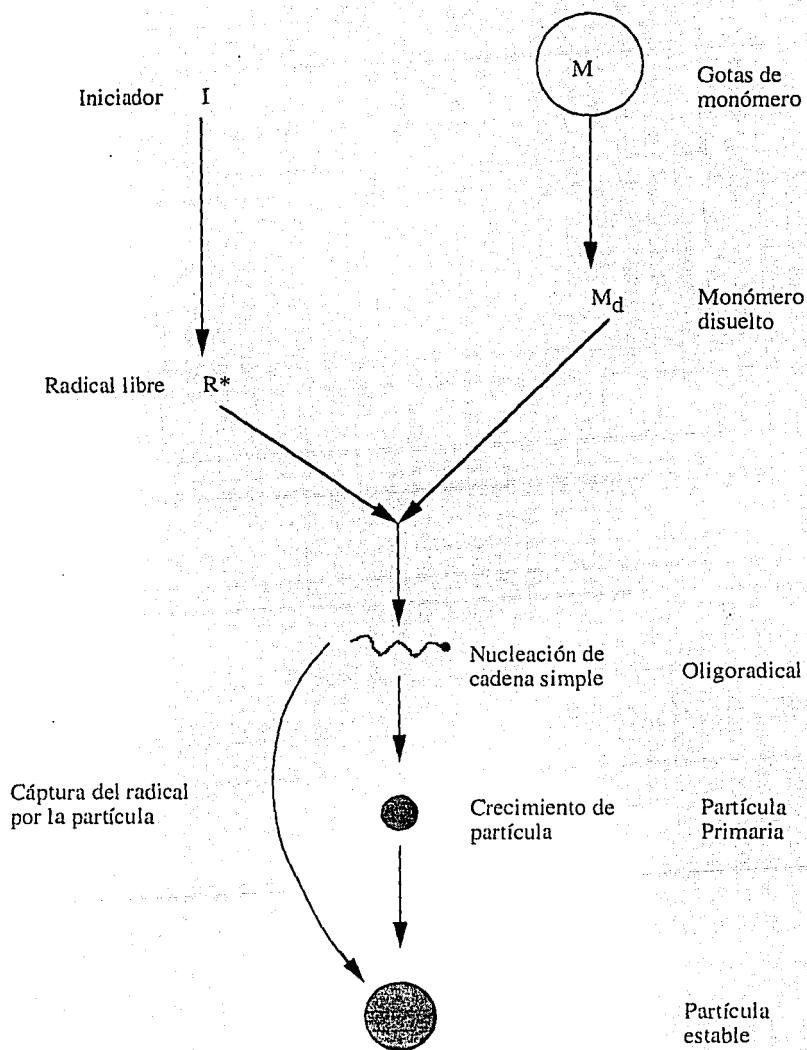 M
Gotas de
monómero
Iniciador I
M_d Monómero
disuelto
Radical libre R*
Nucleación de
cadena simple
Oligoradical
Cáptura del radical
por la partícula
Crecimiento de
partícula
Partícula
Primaria
Partícula
estable